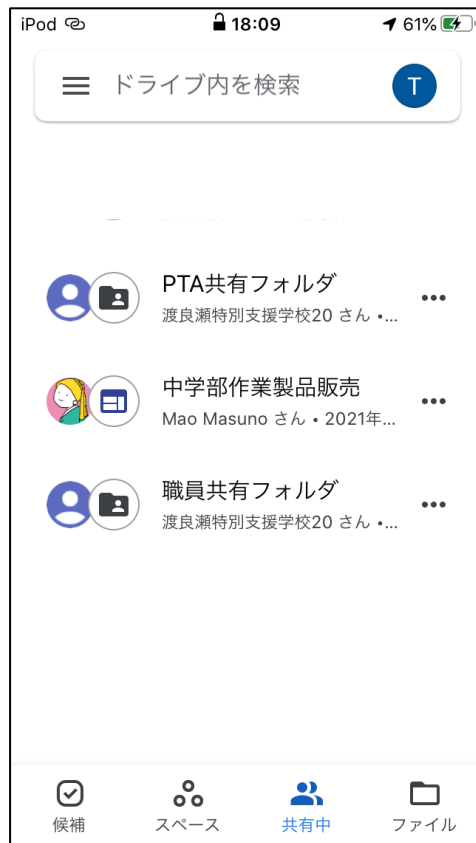 iPod 18:09 61%
ドライブ内を検索
T
PTA共有フォルダ
渡良瀬特別支援学校20 さん •...
中学部作業製品販売
Mao Masuno さん • 2021年...
職員共有フォルダ
渡良瀬特別支援学校20 さん •...
候補 スペース 共有中 ファイル